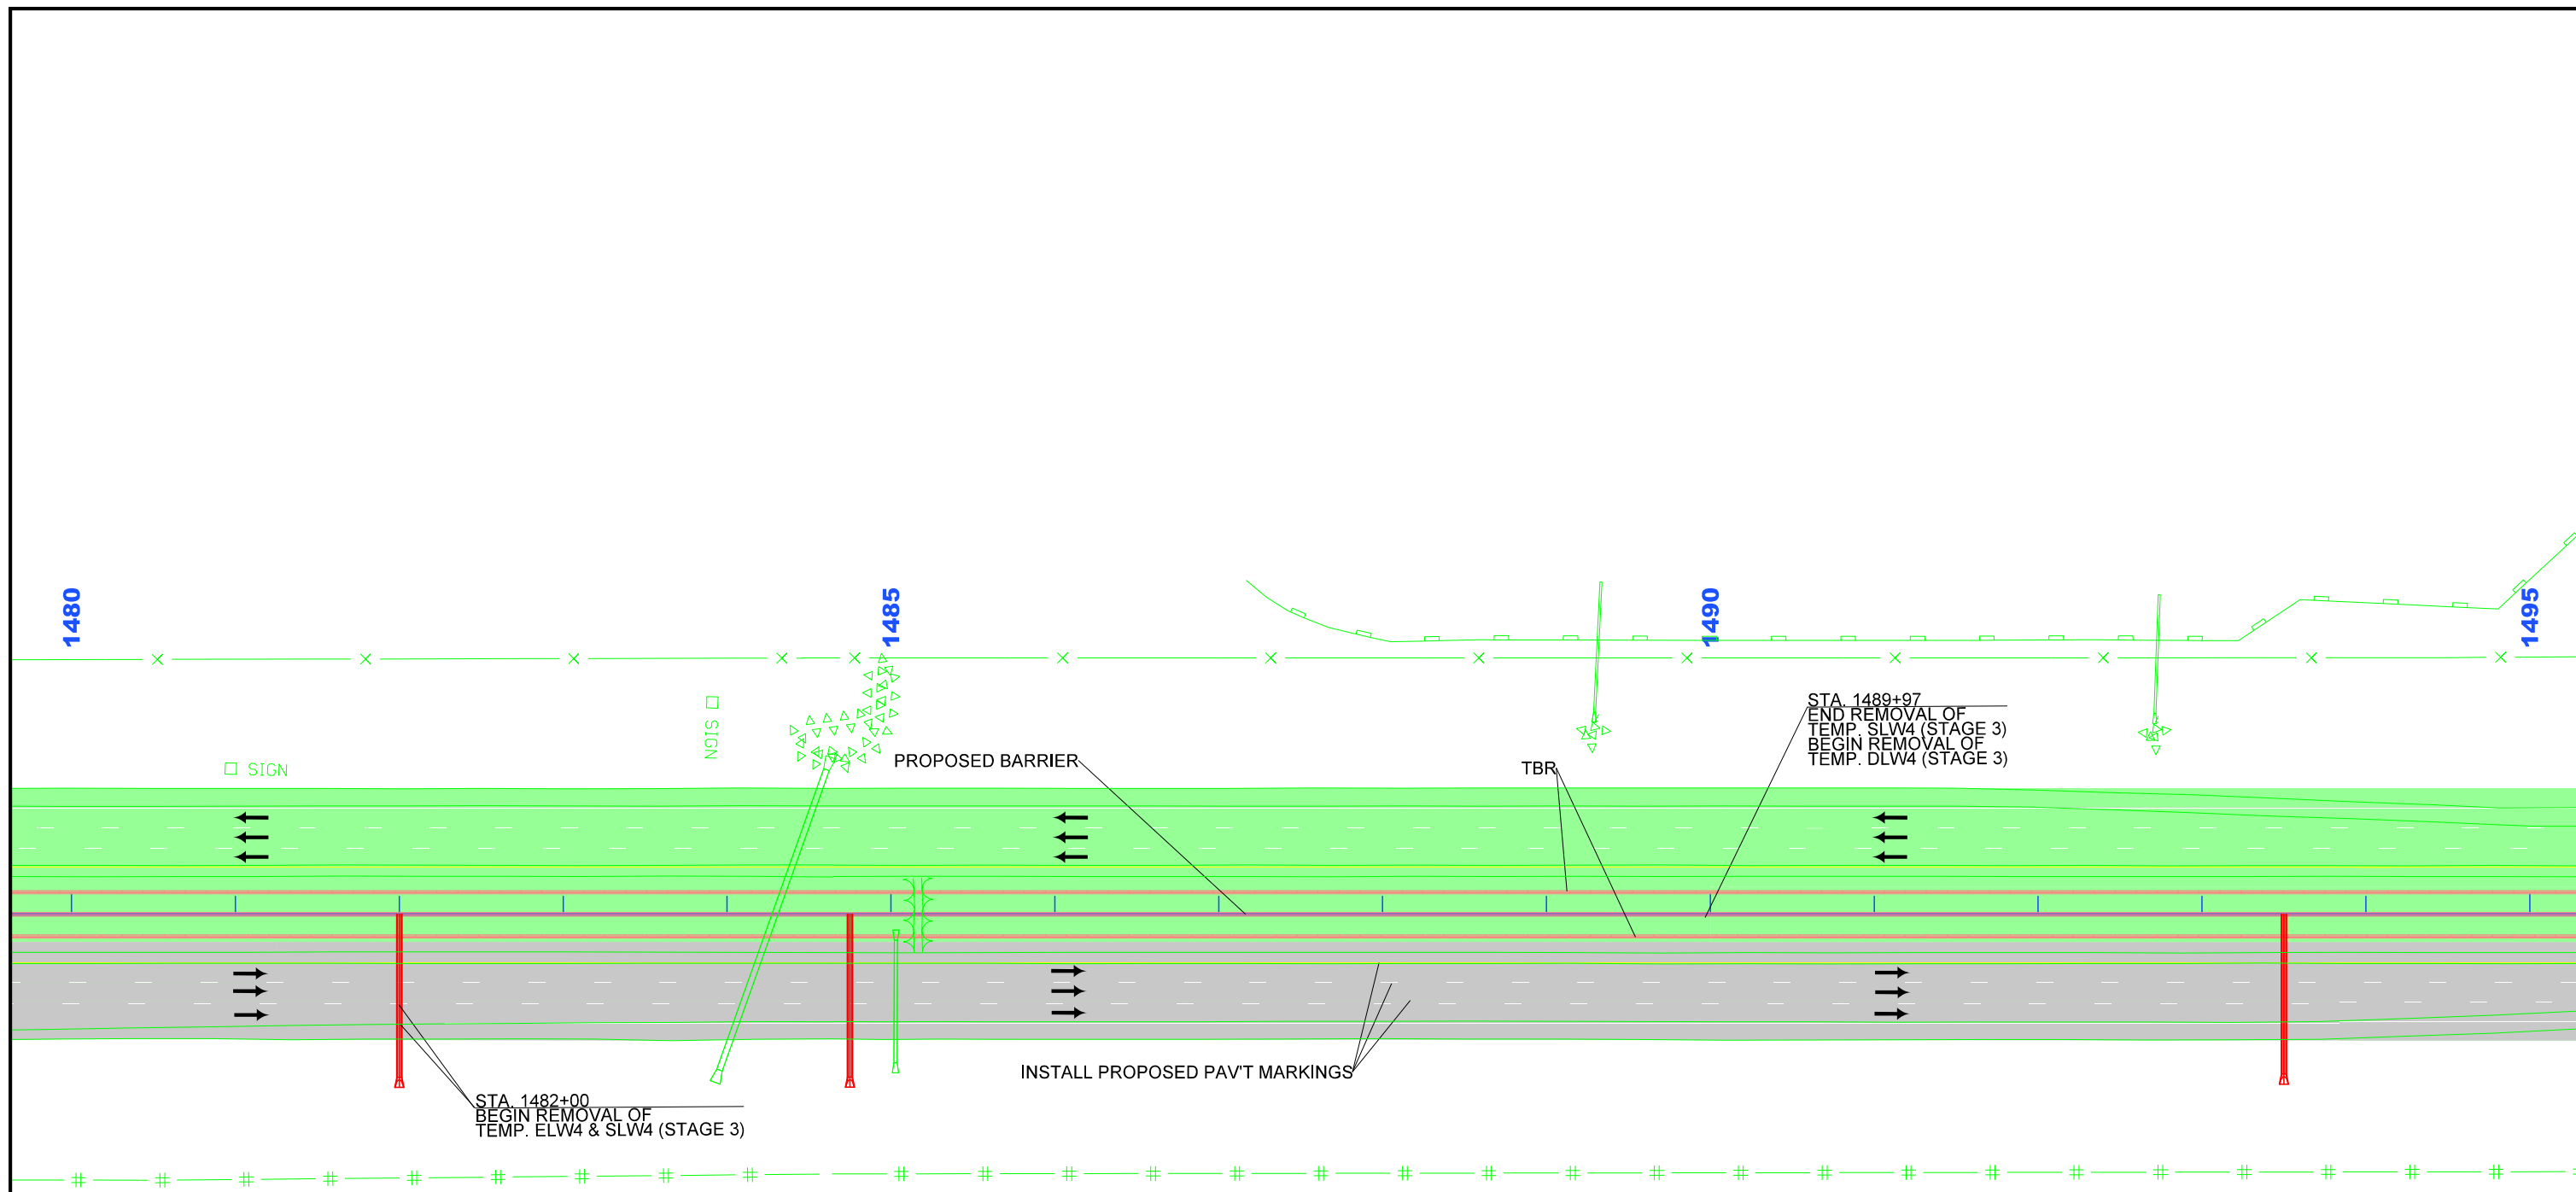 1480
1485
1490
1495
SIGN
SIGN
PROPOSED BARRIER
TBR
STA. 1489+97
END REMOVAL OF
TEMP. SLW4 (STAGE 3)
BEGIN REMOVAL OF
TEMP. DLW4 (STAGE 3)
INSTALL PROPOSED PAV'T MARKINGS
STA. 1482+00
BEGIN REMOVAL OF
TEMP. ELW4 & SLW4 (STAGE 3)